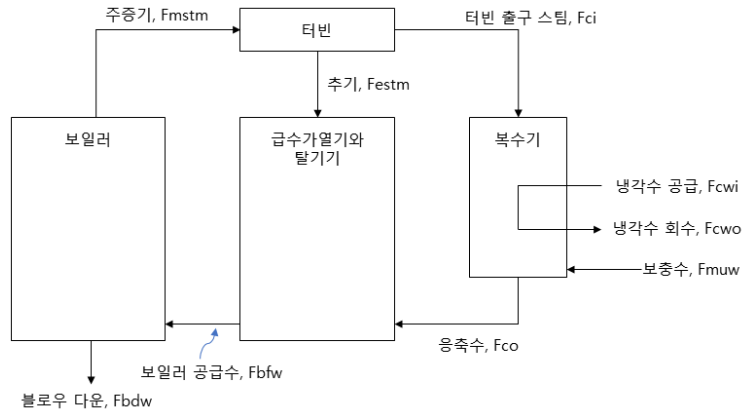 주증기, Fmstm
터빈
터빈 출구 스팀, Fci
추기, Festm
보일러
급수가열기와
탈기기
복수기
냉각수 공급, Fcwi
냉각수 회수, Fcwo
보충수, Fmuw
응축수, Fco
보일러 공급수, Fbfw
블로우 다운, Fbdw